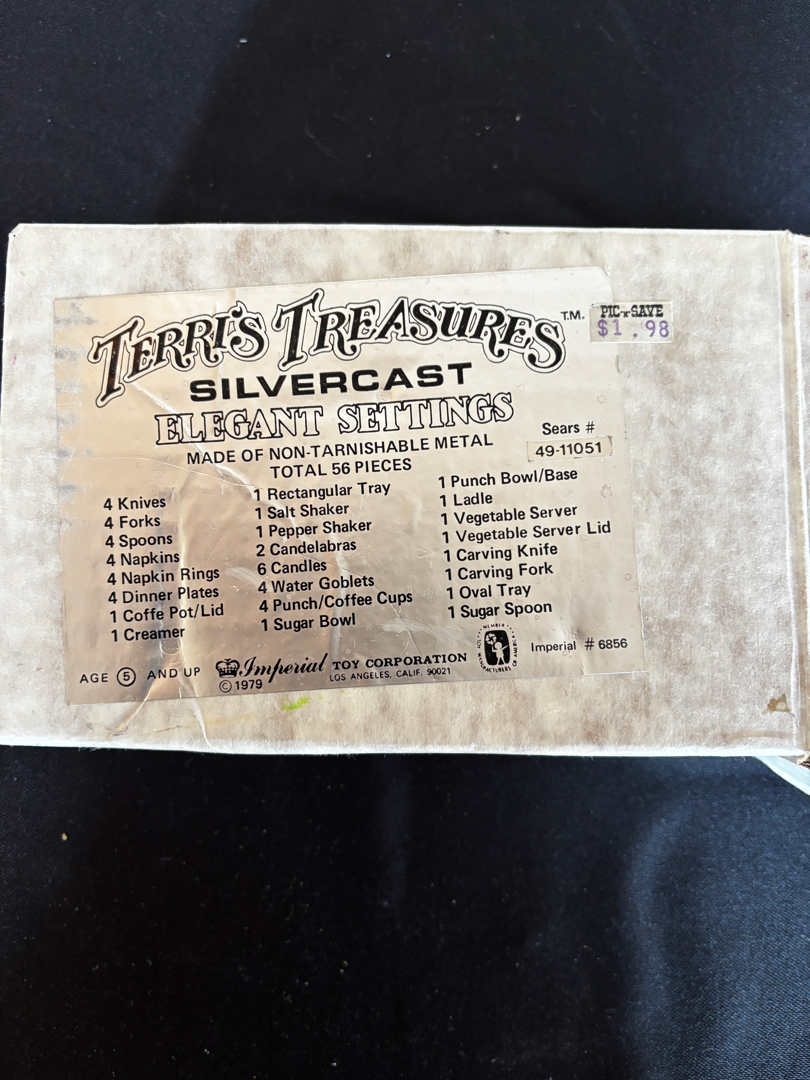 TERRI'S TREASURES T.M.
PIC-'N'-SAVE
$1.98
SILVERCAST
ELEGANT SETTINGS
MADE OF NON-TARNISHABLE METAL
TOTAL 56 PIECES
Sears #
49-11051
4 Knives
4 Forks
4 Spoons
4 Napkins
4 Napkin Rings
4 Dinner Plates
1 Coffe Pot/Lid
1 Creamer
1 Rectangular Tray
1 Salt Shaker
1 Pepper Shaker
2 Candelabras
6 Candles
4 Water Goblets
4 Punch/Coffee Cups
1 Sugar Bowl
1 Punch Bowl/Base
1 Ladle
1 Vegetable Server
1 Vegetable Server Lid
1 Carving Knife
1 Carving Fork
1 Oval Tray
1 Sugar Spoon
AGE 5 AND UP
Imperial TOY CORPORATION
© 1979
LOS ANGELES, CALIF. 90021
MEMBER
TOY MANUFACTURERS OF AMERICA
Imperial # 6856